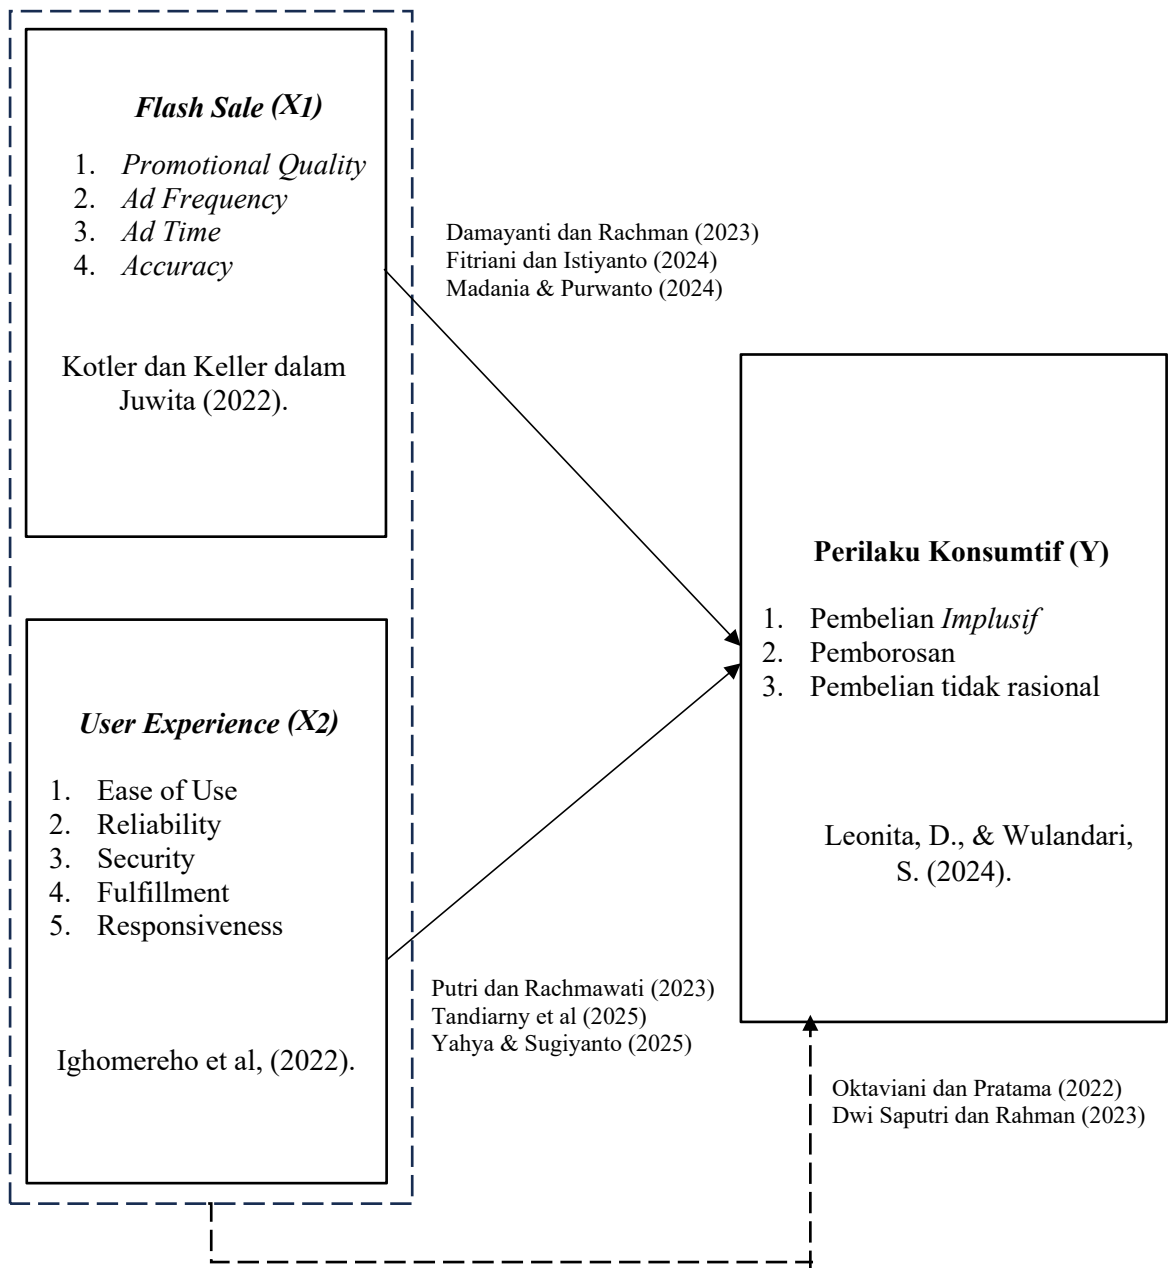 Flash Sale (X1)
1. Promotional Quality
2. Ad Frequency
3. Ad Time
4. Accuracy
Kotler dan Keller dalam
Juwita (2022).
Damayanti dan Rachman (2023)
Fitriani dan Istiyanto (2024)
Madania & Purwanto (2024)
User Experience (X2)
1. Ease of Use
2. Reliability
3. Security
4. Fulfillment
5. Responsiveness
Ighomereho et al, (2022).
Putri dan Rachmawati (2023)
Tandiarny et al (2025)
Yahya & Sugiyanto (2025)
Perilaku Konsumtif (Y)
1. Pembelian Implusif
2. Pemborosan
3. Pembelian tidak rasional
Leonita, D., & Wulandari,
S. (2024).
Oktaviani dan Pratama (2022)
Dwi Saputri dan Rahman (2023)